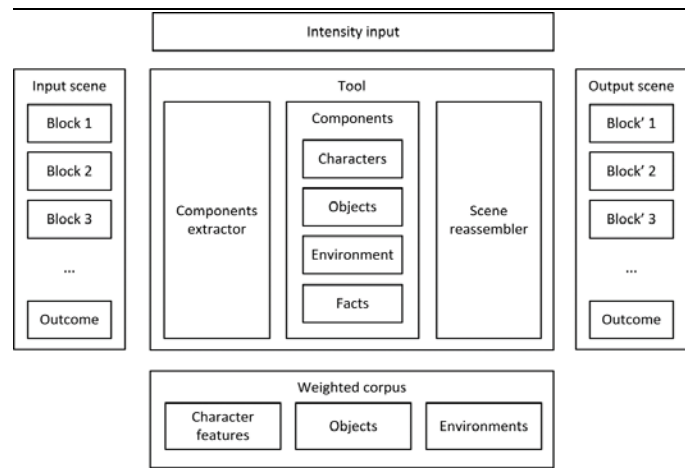 Intensity input
Input scene
Block 1
Block 2
Block 3
...
Outcome
Tool
Components
extractor
Components
Characters
Objects
Environment
Facts
Scene
reassembler
Output scene
Block' 1
Block' 2
Block' 3
...
Outcome
Weighted corpus
Character
features
Objects
Environments